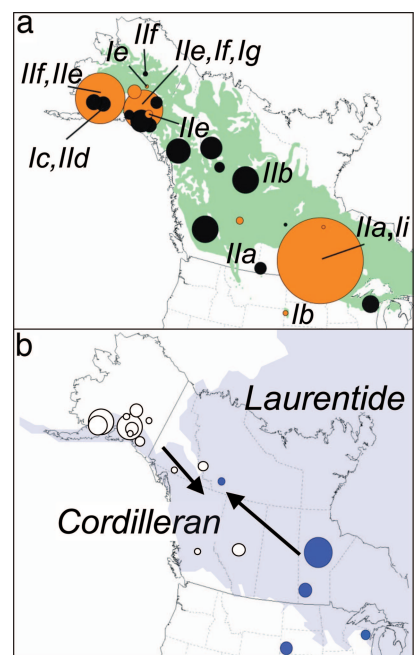 a
IIf
Ie
IIe,If,Ig
IIf,IIe
IIe
Ic,IId
IIb
IIa,Ii
IIa
Ib
b
Laurentide
Cordilleran